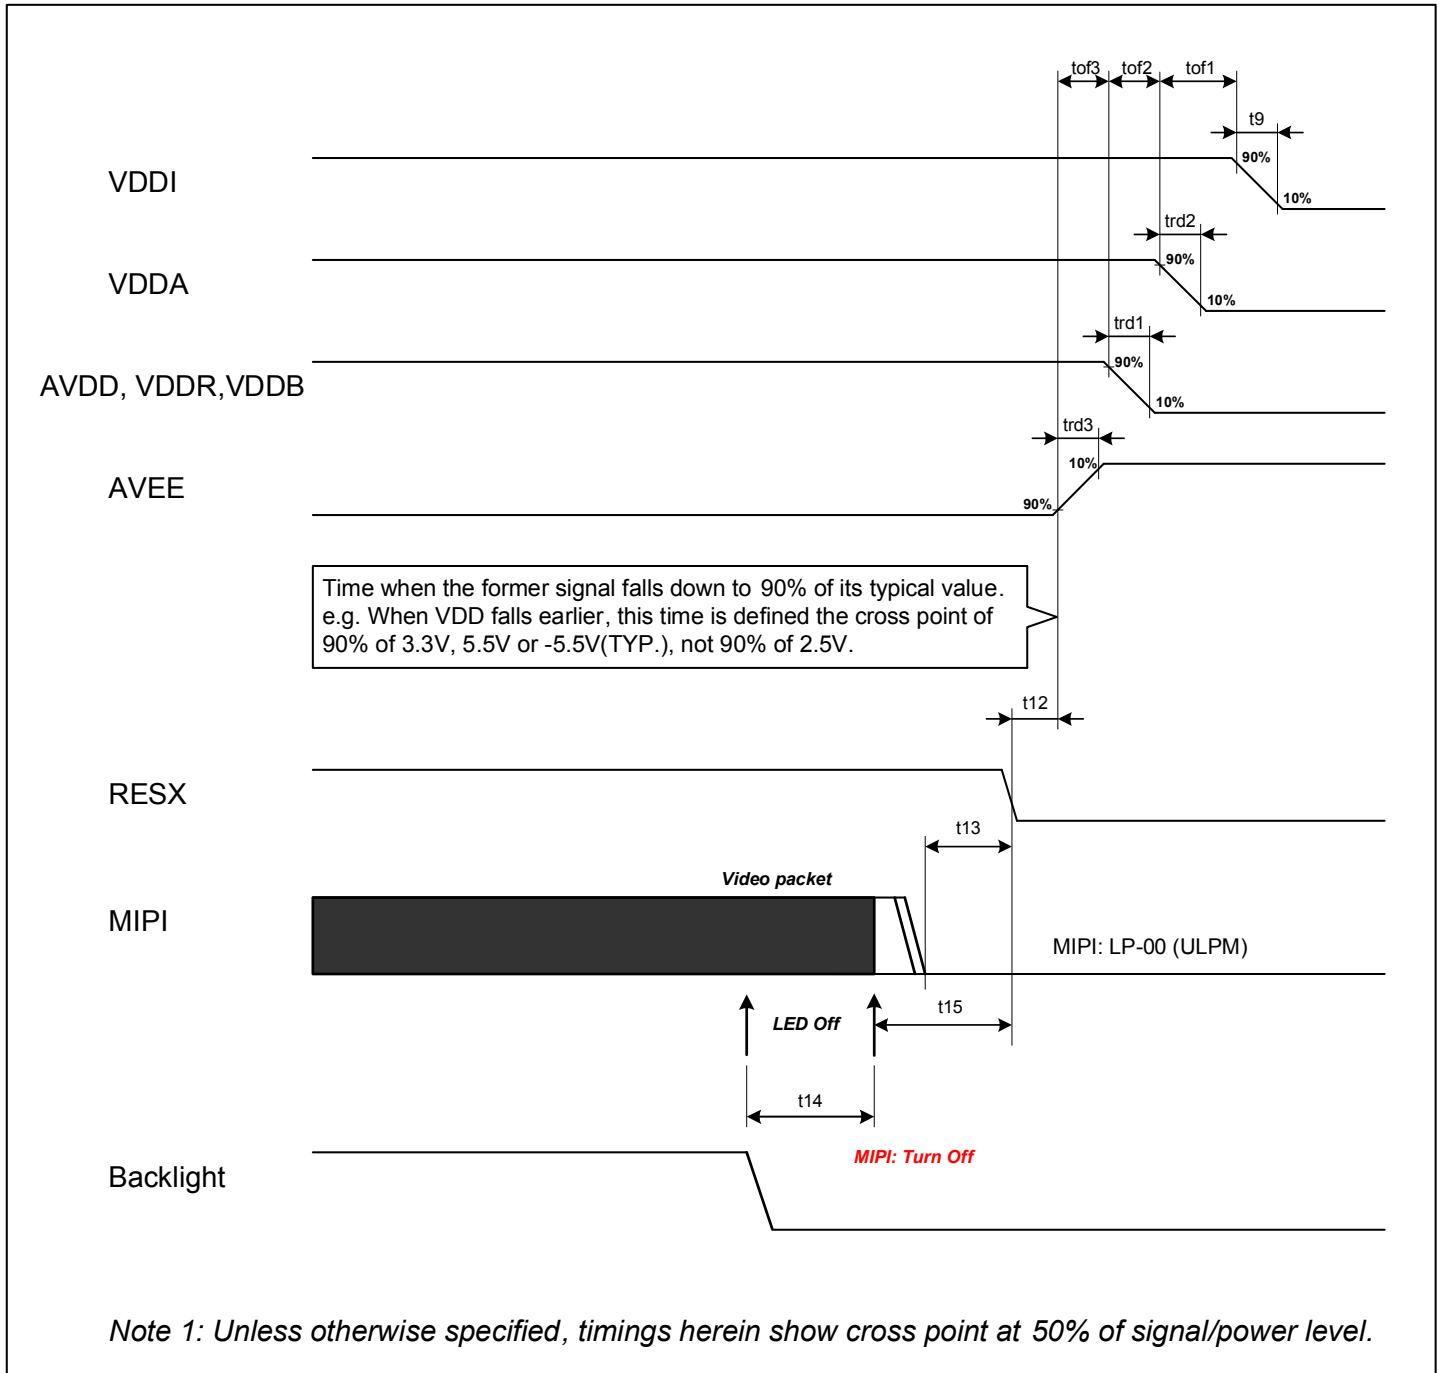 tof3 tof2 tof1
t9
VDDI
90%
10%
trd2
VDDA
90%
10%
trd1
AVDD, VDDR,VDDB
90%
10%
trd3
AVEE
10%
90%
Time when the former signal falls down to 90% of its typical value.
e.g. When VDD falls earlier, this time is defined the cross point of
90% of 3.3V, 5.5V or -5.5V(TYP.), not 90% of 2.5V.
t12
RESX
t13
Video packet
MIPI
MIPI: LP-00 (ULPM)
LED Off
t15
t14
MIPI: Turn Off
Backlight
Note 1: Unless otherwise specified, timings herein show cross point at 50% of signal/power level.